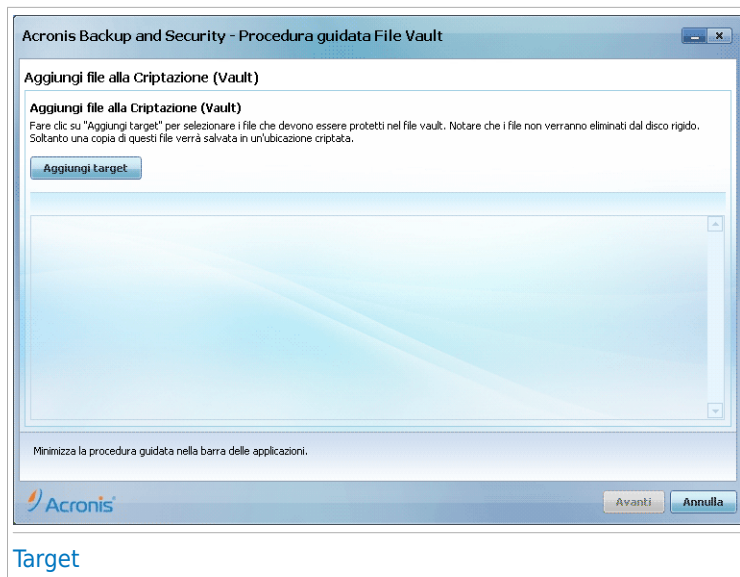 Acronis Backup and Security - Procedura guidata File Vault
Aggiungi file alla Criptazione (Vault)
Aggiungi file alla Criptazione (Vault)
Fare clic su "Aggiungi target" per selezionare i file che devono essere protetti nel file vault. Notare che i file non verranno eliminati dal disco rigido.
Soltanto una copia di questi file verrà salvata in un'ubicazione criptata.
Aggiungi target
Minimizza la procedura guidata nella barra delle applicazioni.
Acronis
Avanti
Annulla
Target